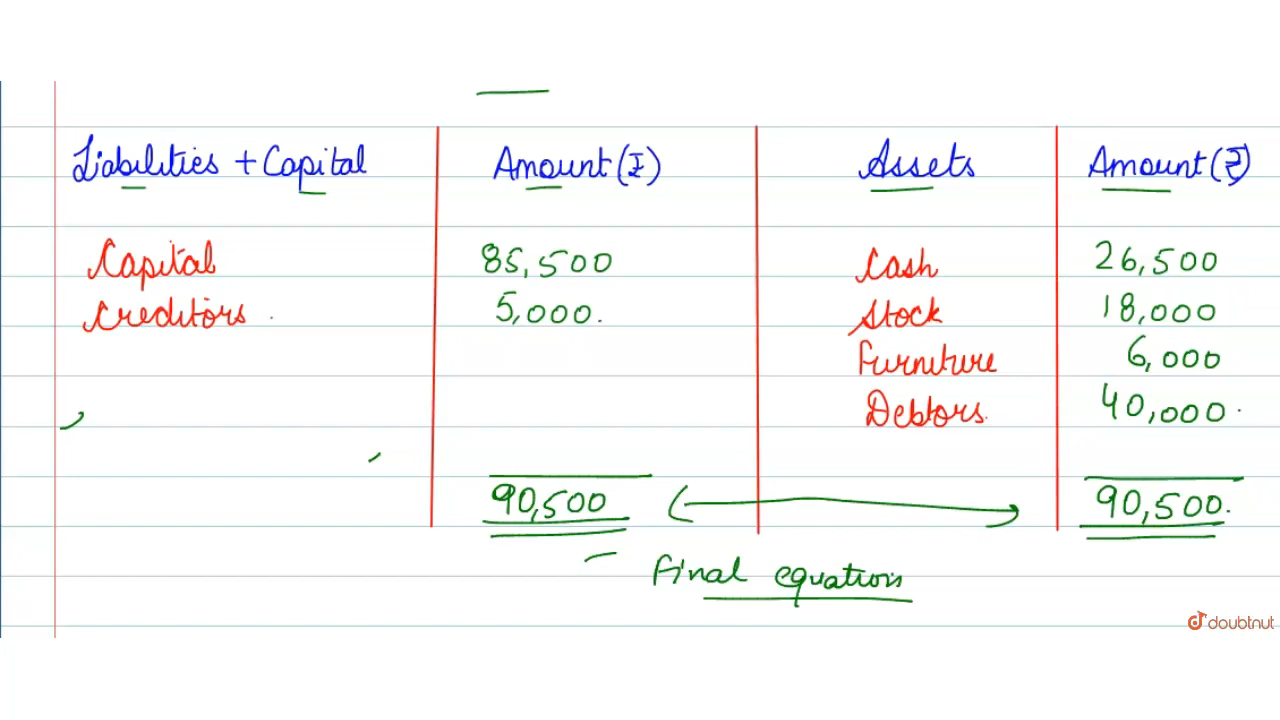 Liabilities + Capital Amount (₹) Assets Amount (₹)
Capital 85,500 Cash 26,500
Creditors 5,000. Stock 18,000
Furniture 6,000
Debtors. 40,000.
90,500 90,500.
Final equation
doubtnut